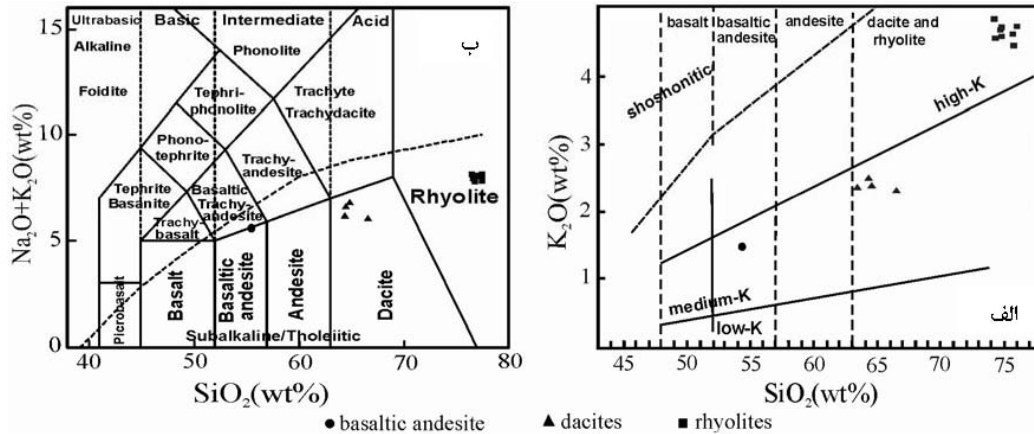 15
10
5
0
Na₂O+K₂O(wt%)
Ultrabasic
Basic
Intermediate
Acid
Alkaline
Foidite
Phonolite
Tephri-
phonolite
Trachyte
Trachydacite
Phono-
tephrite
Trachy-
andesite
Tephrite
Basanite
Basaltic
Trachy-
andesite
Trachy-
basalt
Rhyolite
Picrobasalt
Basalt
Basaltic
andesite
Andesite
Dacite
Subalkaline/Tholeiitic
ب.
40 50 60 70 80
SiO₂(wt%)
4
3
2
1
K₂O(wt%)
basalt
basaltic
andesite
andesite
dacite and
rhyolite
shoshonitic
high-K
medium-K
low-K
الف
45 50 55 60 65 70 75
SiO₂(wt%)
● basaltic andesite ▲ dacites ■ rhyolites